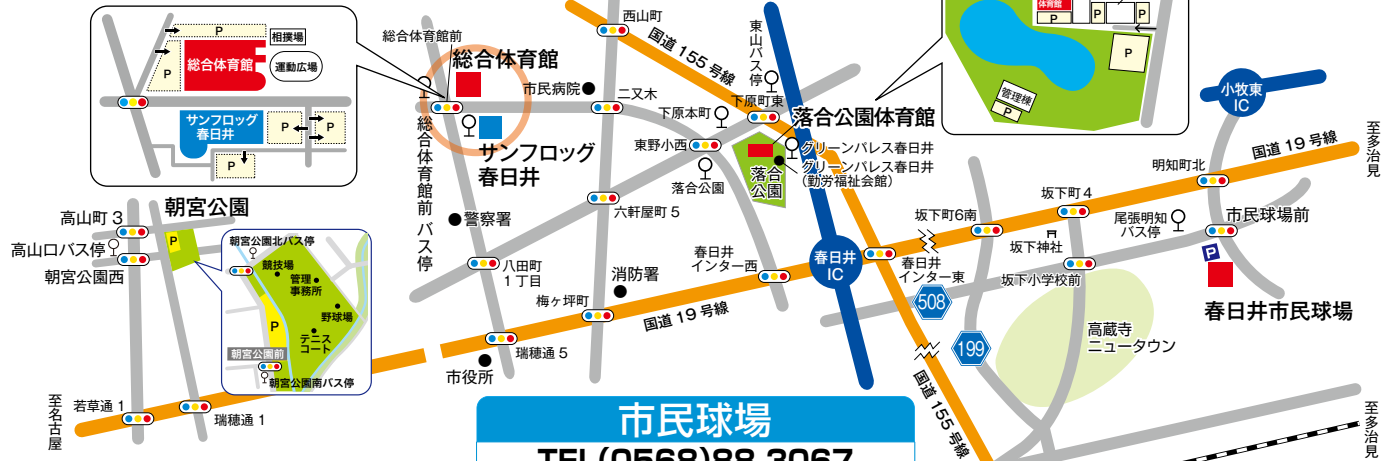 P
相撲場
総合体育館
P
運動広場
サンフロッグ
春日井
P
P
P
総合体育館前
総合体育館
市民病院
総合体育館前バス停
サンフロッグ
春日井
警察署
八田町
1丁目
西山町
国道155号線
二又木
東山バス停
下原本町
下原町東
東野小西
落合公園
六軒屋町5
落合公園体育館
グリーンパレス春日井
グリーンパレス春日井
(勤労福祉会館)
落合
公園
体育館
P
P
P
P
管理棟
P
小牧東
IC
国道19号線
至多治見
明知町北
坂下町4
坂下町6南
尾張明知
バス停
市民球場前
坂下神社
P
春日井市民球場
坂下小学校前
春日井
インター東
春日井
IC
春日井
インター西
消防署
梅ヶ坪町
国道19号線
瑞穂通5
市役所
508
199
高蔵寺
ニュータウン
国道155号線
至多治見
朝宮公園
高山町3
高山口バス停
朝宮公園西
P
朝宮公園北バス停
競技場
管理
事務所
野球場
P
テニス
コート
朝宮公園前
朝宮公園南バス停
至名古屋
若草通1
瑞穂通1
市民球場
TEL(0568)88-3067